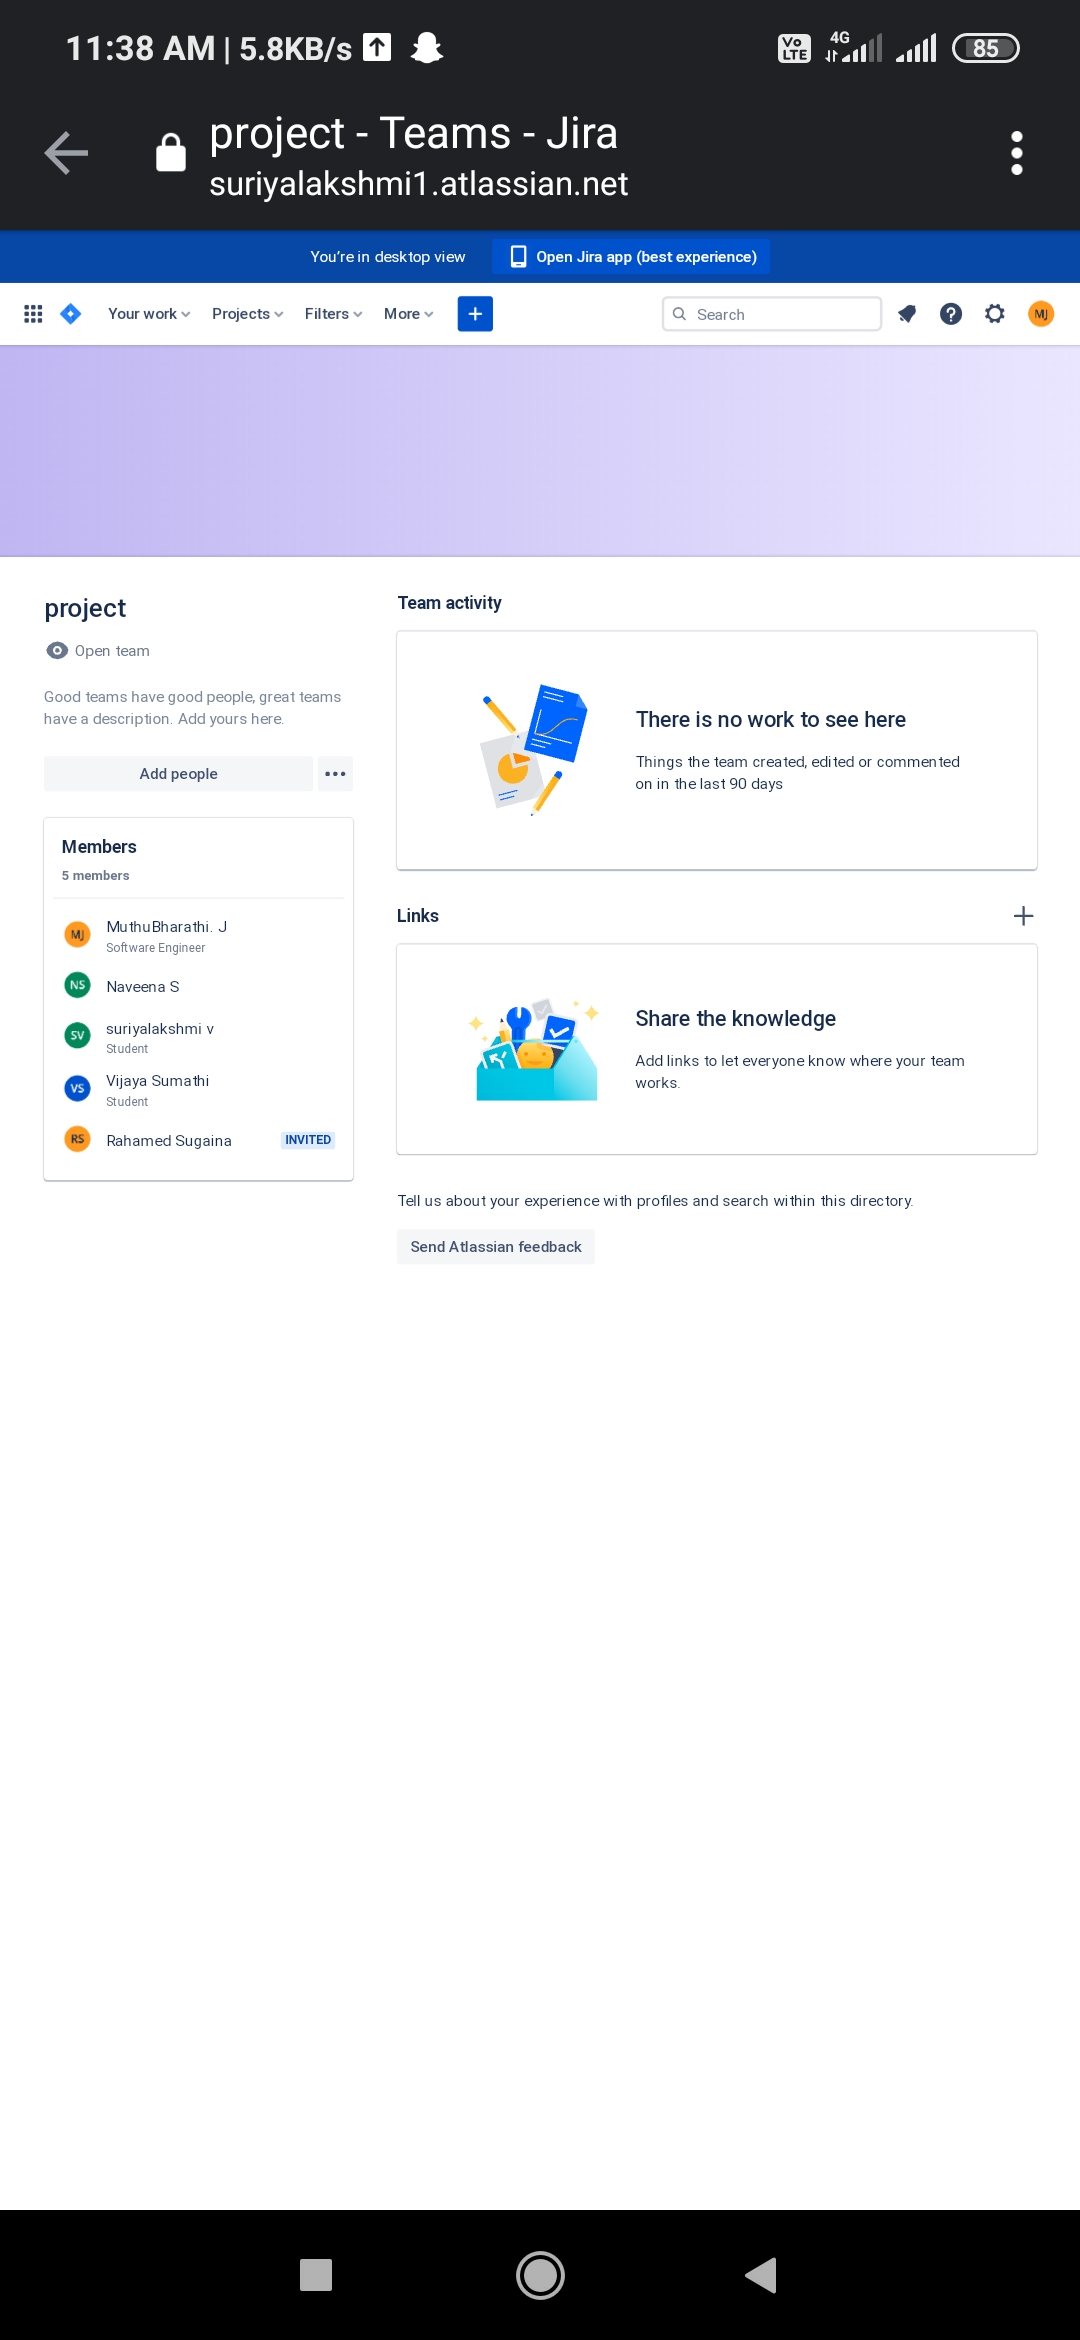 11:38 AM | 5.8KB/s
Vo LTE 4G 85
project - Teams - Jira
suriyalakshmi1.atlassian.net
You're in desktop view Open Jira app (best experience)
Your work Projects Filters More + Search ? MJ
project
Open team
Good teams have good people, great teams
have a description. Add yours here.
Add people
Members
5 members
MJ MuthuBharathi. J
Software Engineer
NS Naveena S
SV suriyalakshmi v
Student
VS Vijaya Sumathi
Student
RS Rahamed Sugaina INVITED
Team activity
There is no work to see here
Things the team created, edited or commented
on in the last 90 days
Links
Share the knowledge
Add links to let everyone know where your team
works.
Tell us about your experience with profiles and search within this directory.
Send Atlassian feedback